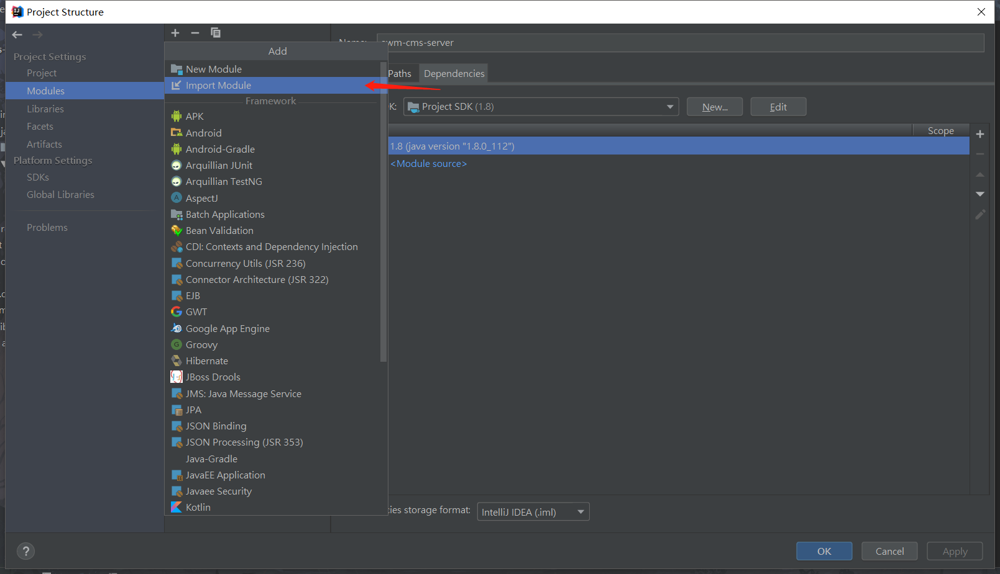 Project Structure
Project Settings
Project
Modules
Libraries
Facets
Artifacts
Platform Settings
SDKs
Global Libraries
Problems
Add
New Module
Import Module
Framework
APK
Android
Android-Gradle
Arquillian JUnit
Arquillian TestNG
AspectJ
Batch Applications
Bean Validation
CDI: Contexts and Dependency Injection
Concurrency Utils (JSR 236)
Connector Architecture (JSR 322)
EJB
GWT
Google App Engine
Groovy
Hibernate
JBoss Drools
JMS: Java Message Service
JPA
JSON Binding
JSON Processing (JSR 353)
Java-Gradle
JavaEE Application
Javaee Security
Kotlin
wm-cms-server
Paths Dependencies
K: Project SDK (1.8) New... Edit
Scope
1.8 (java version "1.8.0_112")
<Module source>
cies storage format: IntelliJ IDEA (.iml)
? OK Cancel Apply